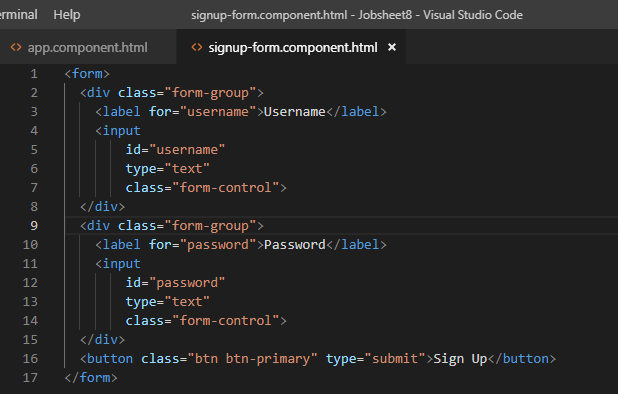 erminal Help signup-form.component.html - Jobsheet8 - Visual Studio Code
<> app.component.html <> signup-form.component.html ×
1 <form>
2 <div class="form-group">
3 <label for="username">Username</label>
4 <input
5 id="username"
6 type="text"
7 class="form-control">
8 </div>
9 <div class="form-group">
10 <label for="password">Password</label>
11 <input
12 id="password"
13 type="text"
14 class="form-control">
15 </div>
16 <button class="btn btn-primary" type="submit">Sign Up</button>
17 </form>